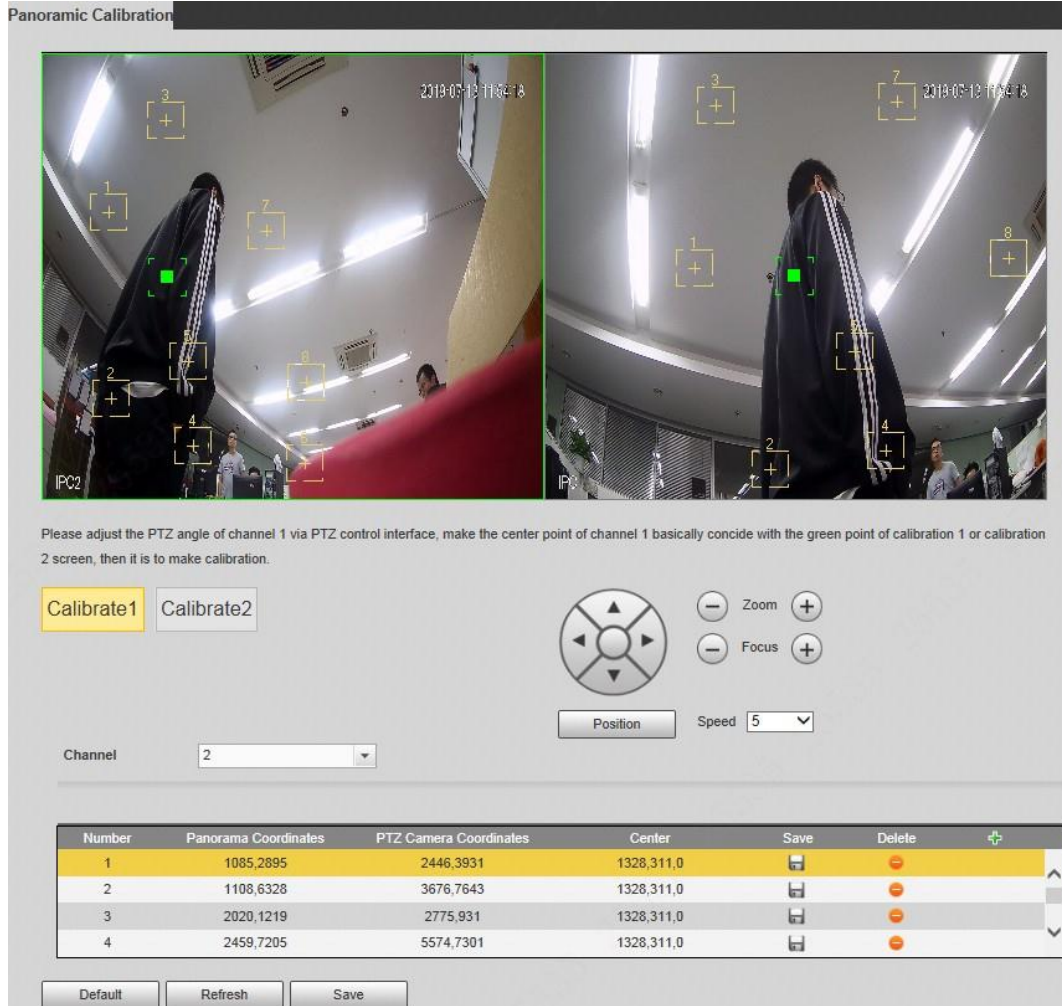 Panoramic Calibration
2019-07-13 11:54:18
3
1
7
5
2
8
4
6
IPC2
2019-07-13 11:54:18
3
7
1
8
5
2
4
IPC
Please adjust the PTZ angle of channel 1 via PTZ control interface, make the center point of channel 1 basically concide with the green point of calibration 1 or calibration
2 screen, then it is to make calibration.
Calibrate1 Calibrate2
Zoom
Focus
Position Speed 5
Channel 2
Number Panorama Coordinates PTZ Camera Coordinates Center Save Delete
1 1085,2895 2446,3931 1328,311,0
2 1108,6328 3676,7643 1328,311,0
3 2020,1219 2775,931 1328,311,0
4 2459,7205 5574,7301 1328,311,0
Default Refresh Save